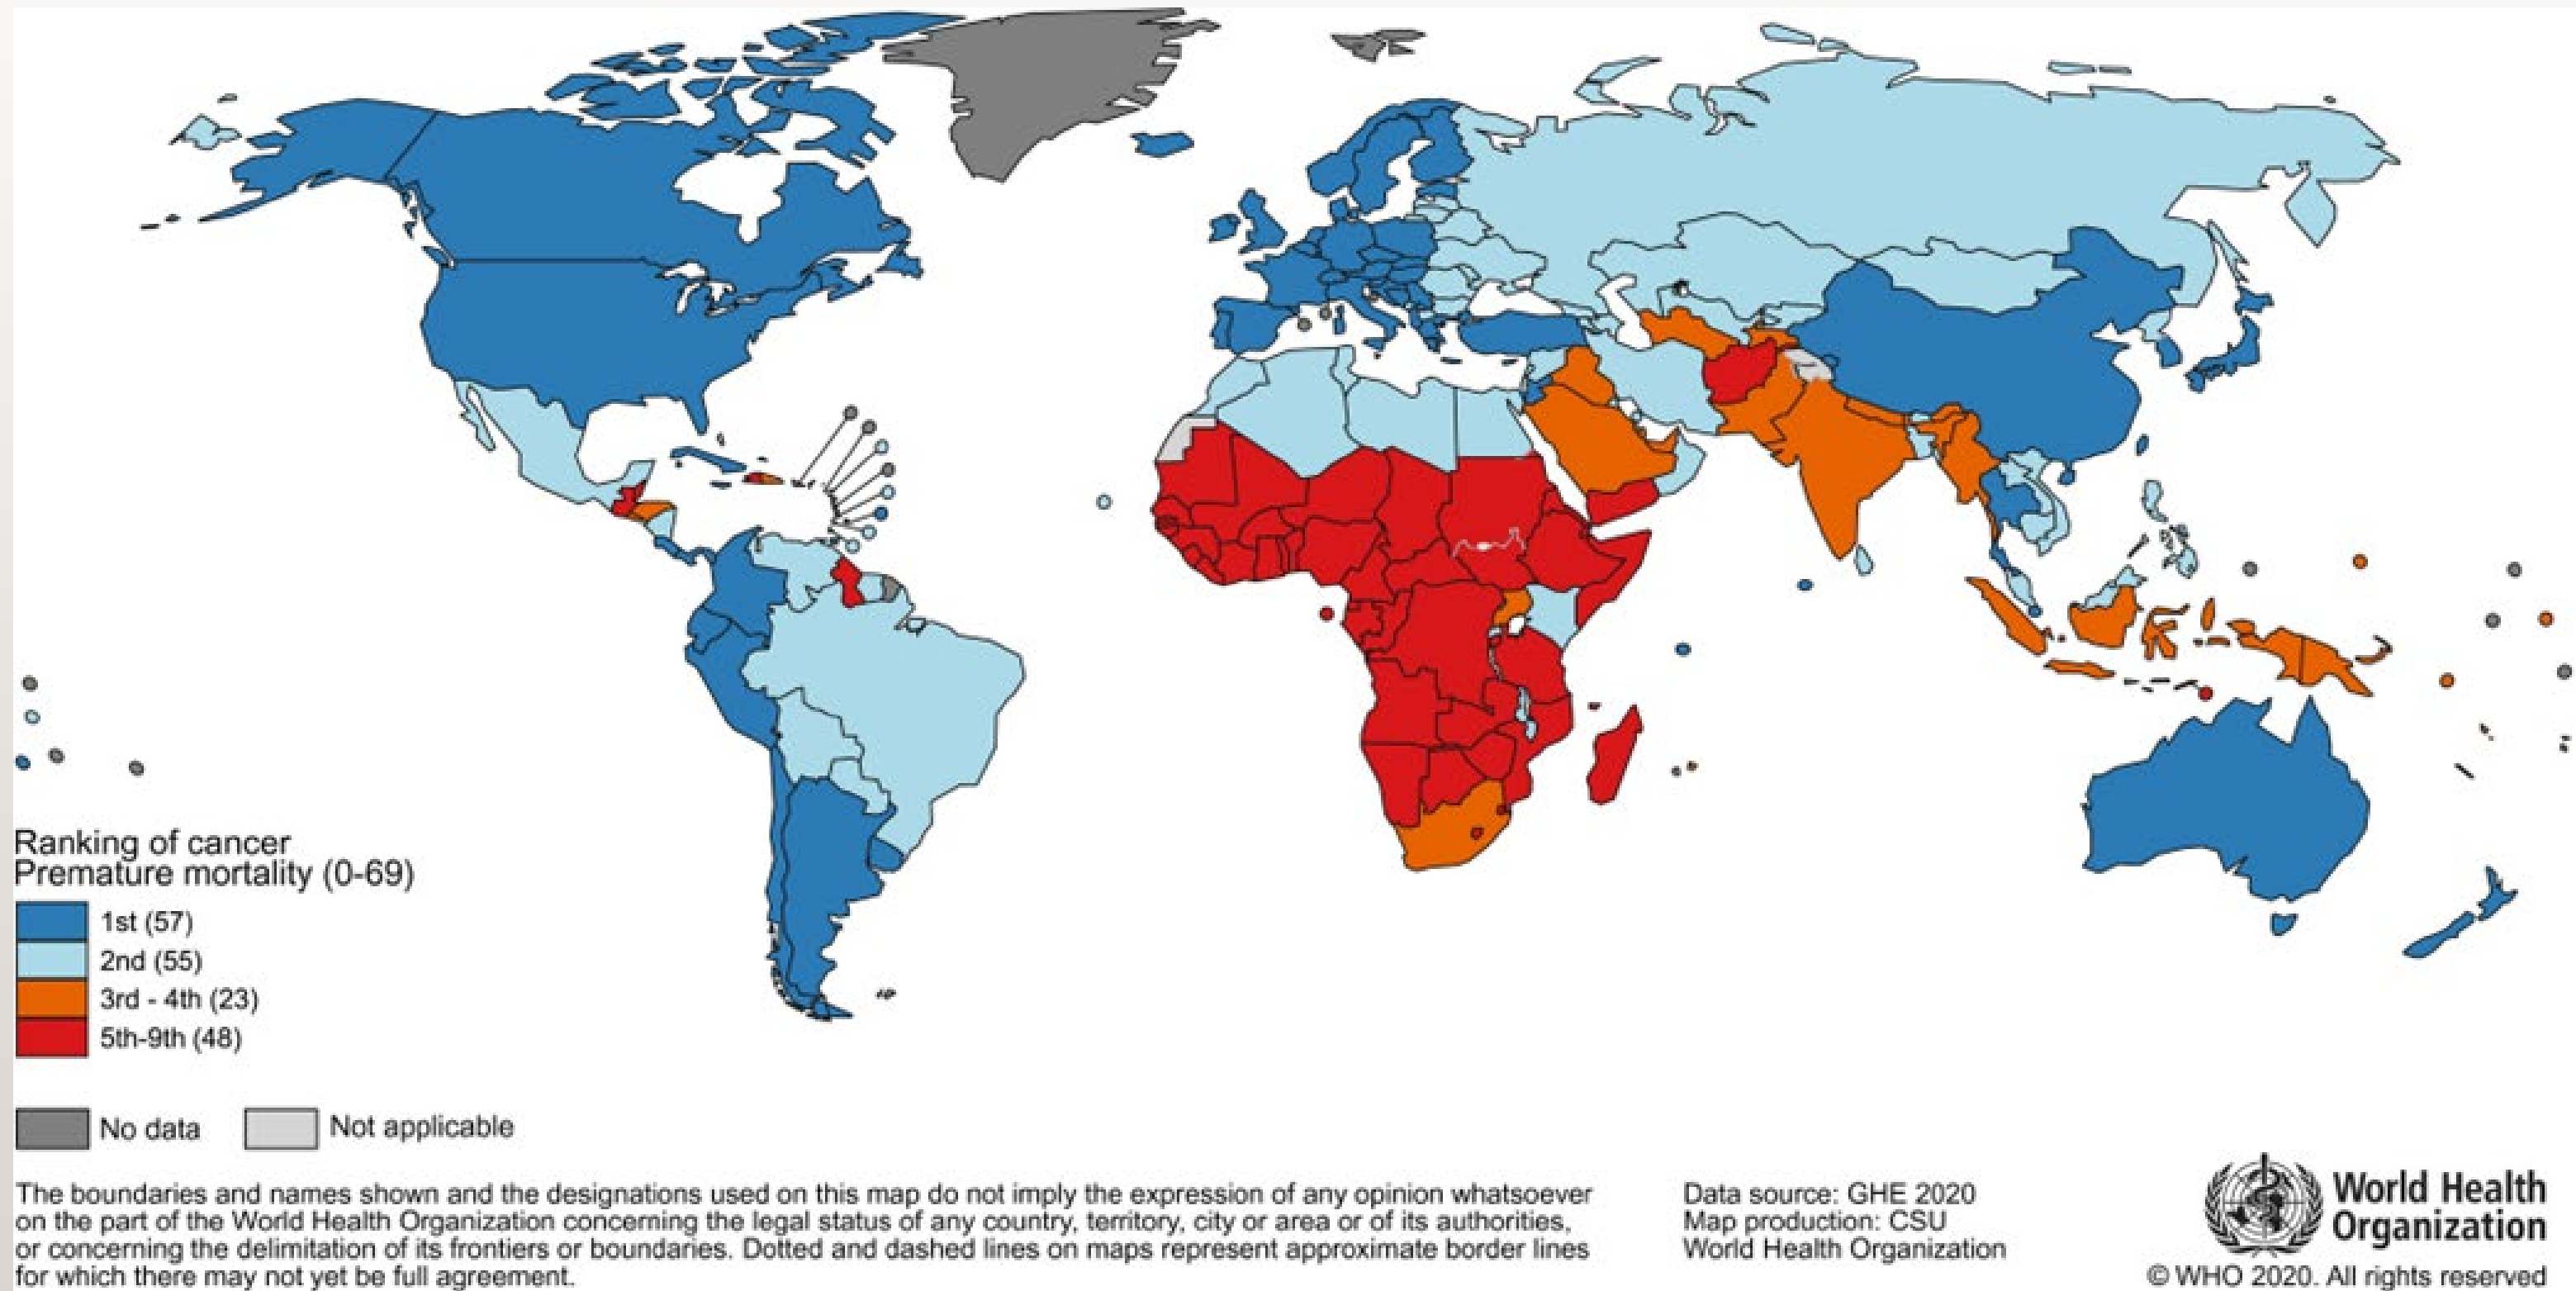 Ranking of cancer
Premature mortality (0-69)
1st (57)
2nd (55)
3rd - 4th (23)
5th-9th (48)
No data
Not applicable
The boundaries and names shown and the designations used on this map do not imply the expression of any opinion whatsoever
on the part of the World Health Organization concerning the legal status of any country, territory, city or area or of its authorities,
or concerning the delimitation of its frontiers or boundaries. Dotted and dashed lines on maps represent approximate border lines
for which there may not yet be full agreement.
Data source: GHE 2020
Map production: CSU
World Health Organization
World Health
Organization
© WHO 2020. All rights reserved